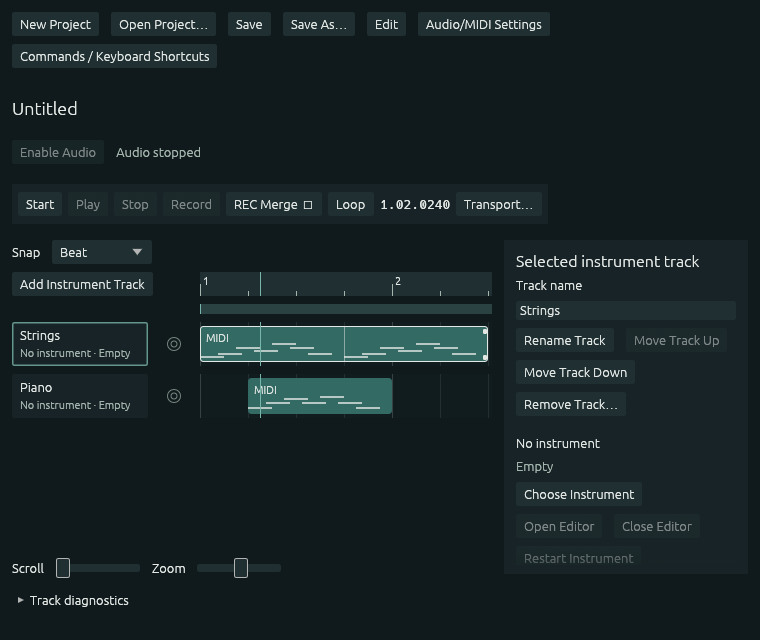 New Project Open Project... Save Save As... Edit Audio/MIDI Settings
Commands / Keyboard Shortcuts
Untitled
Enable Audio Audio stopped
Start Play Stop Record REC Merge Loop 1.02.0240 Transport...
Snap Beat
Add Instrument Track
1 2
Strings
No instrument · Empty
MIDI
Piano
No instrument · Empty
MIDI
Selected instrument track
Track name
Strings
Rename Track Move Track Up
Move Track Down
Remove Track...
No instrument
Empty
Choose Instrument
Open Editor Close Editor
Restart Instrument
Scroll Zoom
Track diagnostics